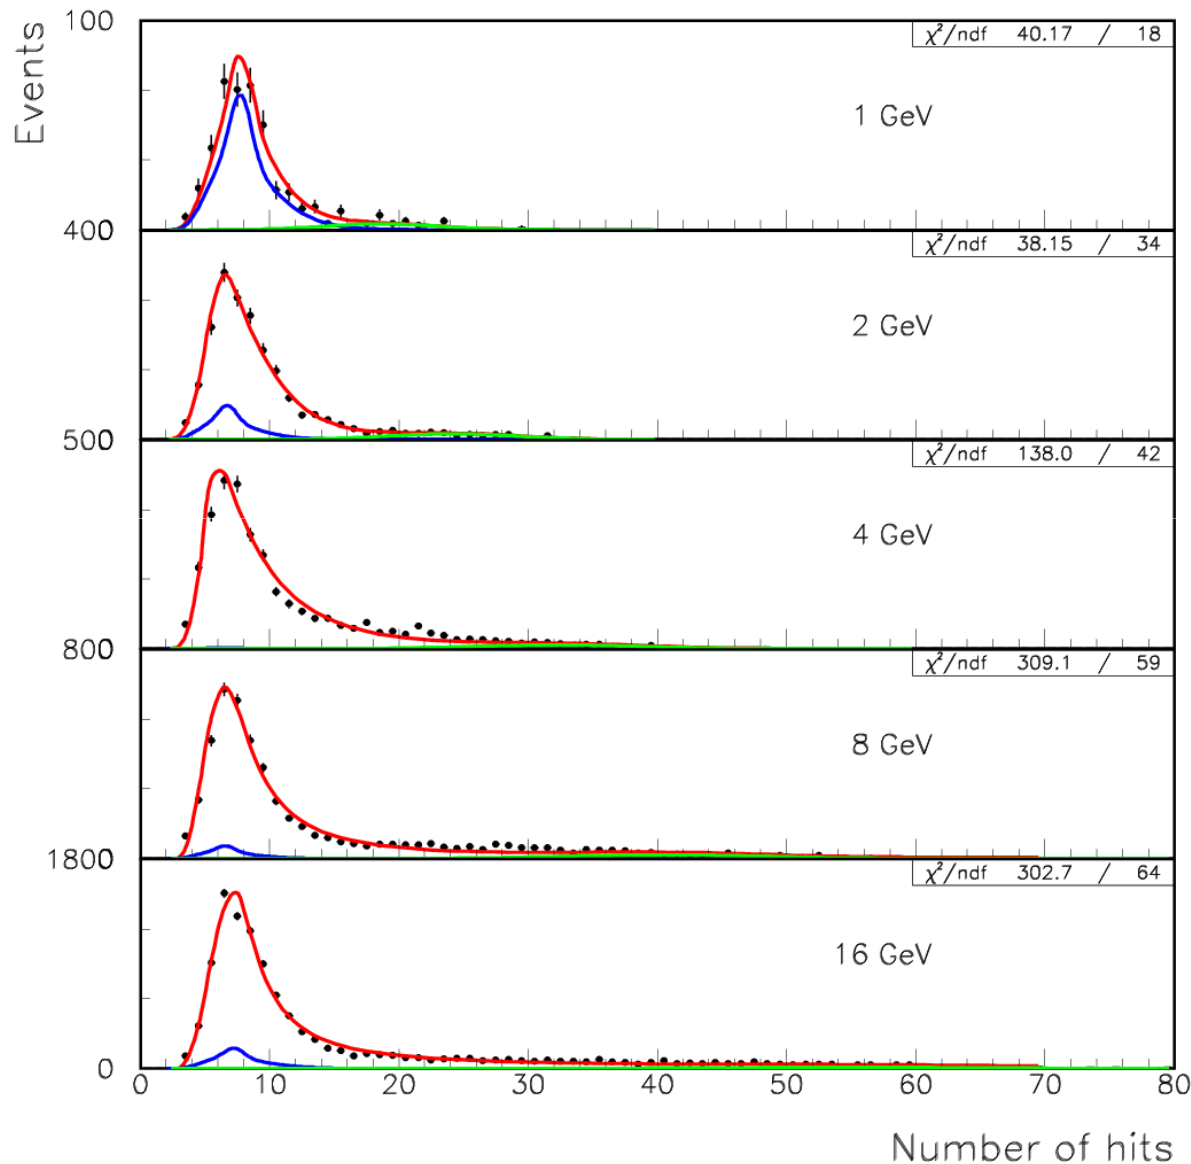 Events
100
χ²/ndf 40.17 / 18
1 GeV
400
χ²/ndf 38.15 / 34
2 GeV
500
χ²/ndf 138.0 / 42
4 GeV
800
χ²/ndf 309.1 / 59
8 GeV
1800
χ²/ndf 302.7 / 64
16 GeV
0
0 10 20 30 40 50 60 70 80
Number of hits